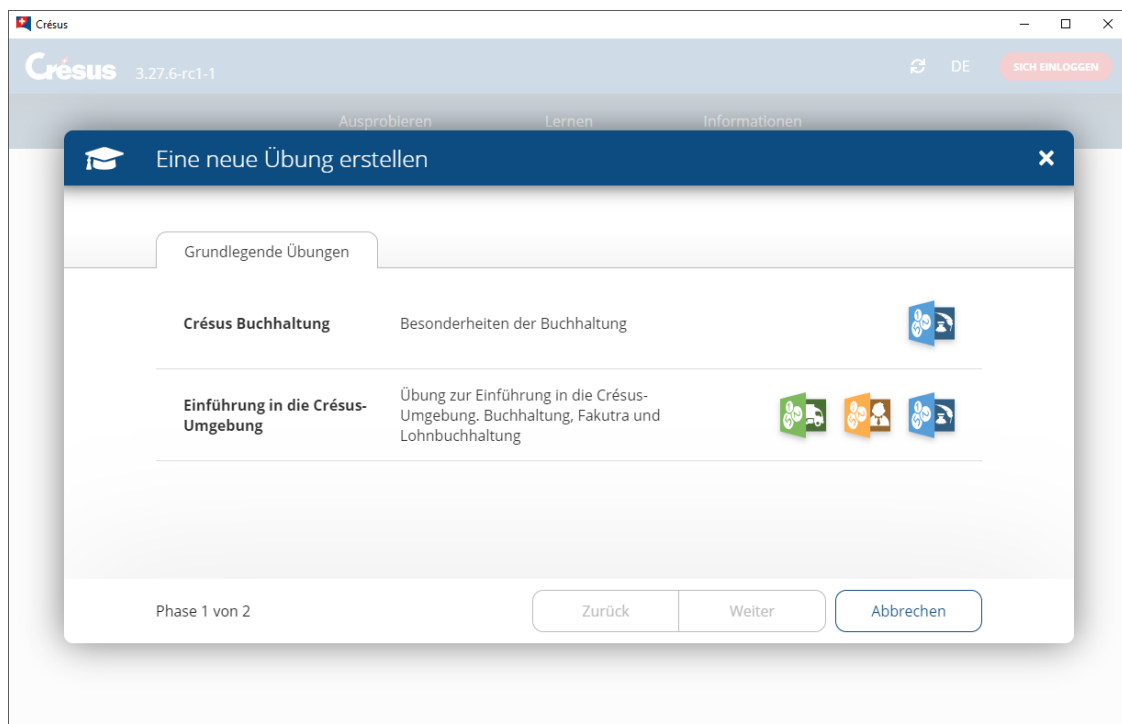 Crésus
Crésus 3.27.6-rc1-1 DE SICH EINLOGGEN
Ausprobieren Lernen Informationen
Eine neue Übung erstellen
Grundlegende Übungen
Crésus Buchhaltung
Besonderheiten der Buchhaltung
Einführung in die Crésus-
Umgebung
Übung zur Einführung in die Crésus-
Umgebung. Buchhaltung, Fakutra und
Lohnbuchhaltung
Phase 1 von 2
Zurück Weiter Abbrechen